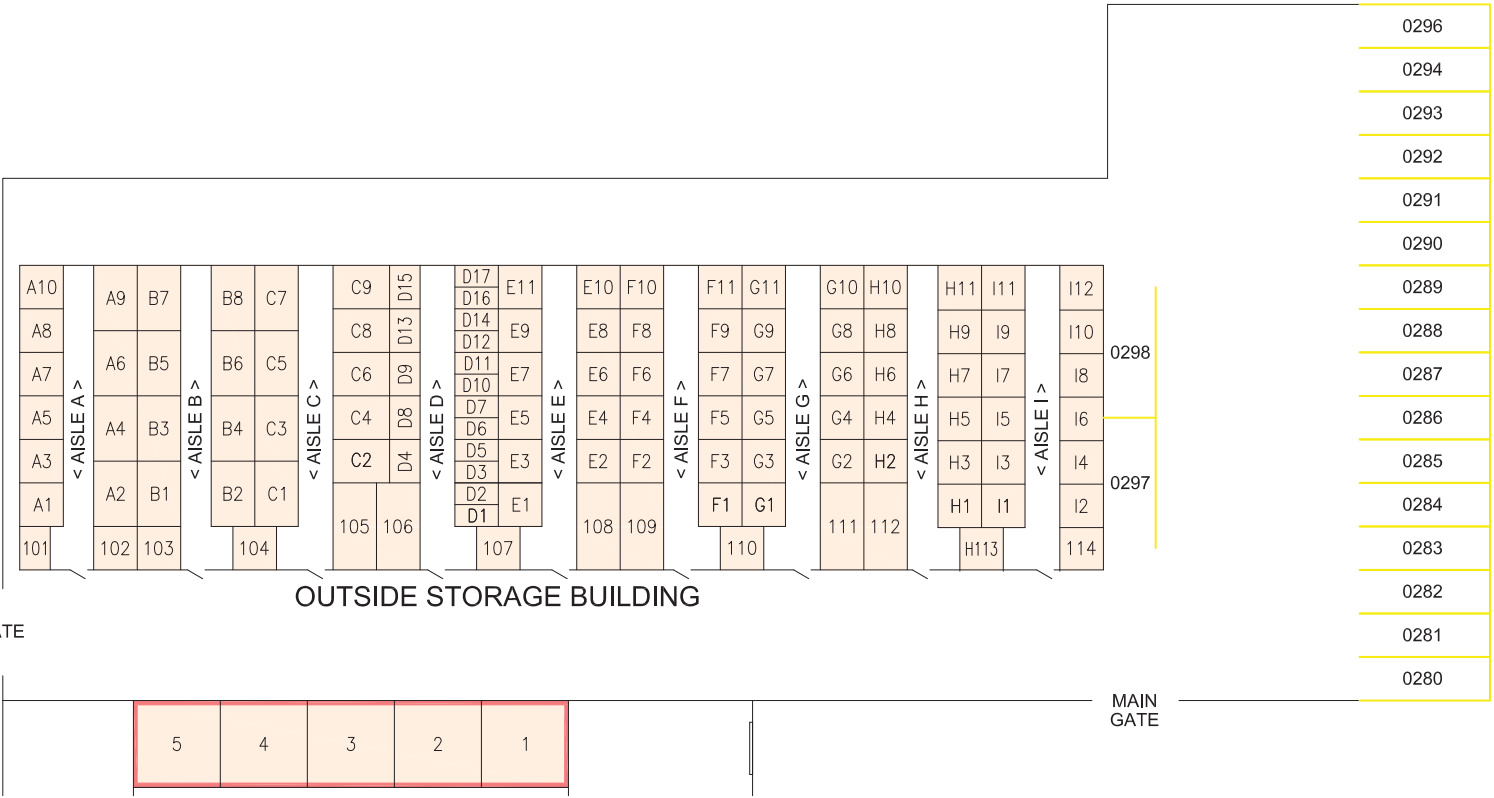 0296
0294
0293
0292
0291
0290
0289
0288
0287
0286
0285
0284
0283
0282
0281
0280
A10 A9 B7 B8 C7 C9 D15 D17 D16 E11 E10 F10 F11 G11 G10 H10 H11 I11 I12
A8 A6 B5 B6 C5 C8 D13 D14 D12 E9 E8 F8 F9 G9 G8 H8 H9 I9 I10
A7 C6 D9 D11 D10 E7 E6 F6 F7 G7 G6 H6 H7 I7 I8
A5 A4 B3 B4 C3 C4 D8 D7 D6 E5 E4 F4 F5 G5 G4 H4 H5 I5 I6
A3 C2 D4 D5 D3 E3 E2 F2 F3 G3 G2 H2 H3 I3 I4
A1 A2 B1 B2 C1 D2 D1 E1 F1 G1 H1 I1 I2
< AISLE A >
< AISLE B >
< AISLE C >
< AISLE D >
< AISLE E >
< AISLE F >
< AISLE G >
< AISLE H >
< AISLE I >
0298
0297
101 102 103 104 105 106 107 108 109 110 111 112 H113 114
OUTSIDE STORAGE BUILDING
ATE
MAIN
GATE
5 4 3 2 1